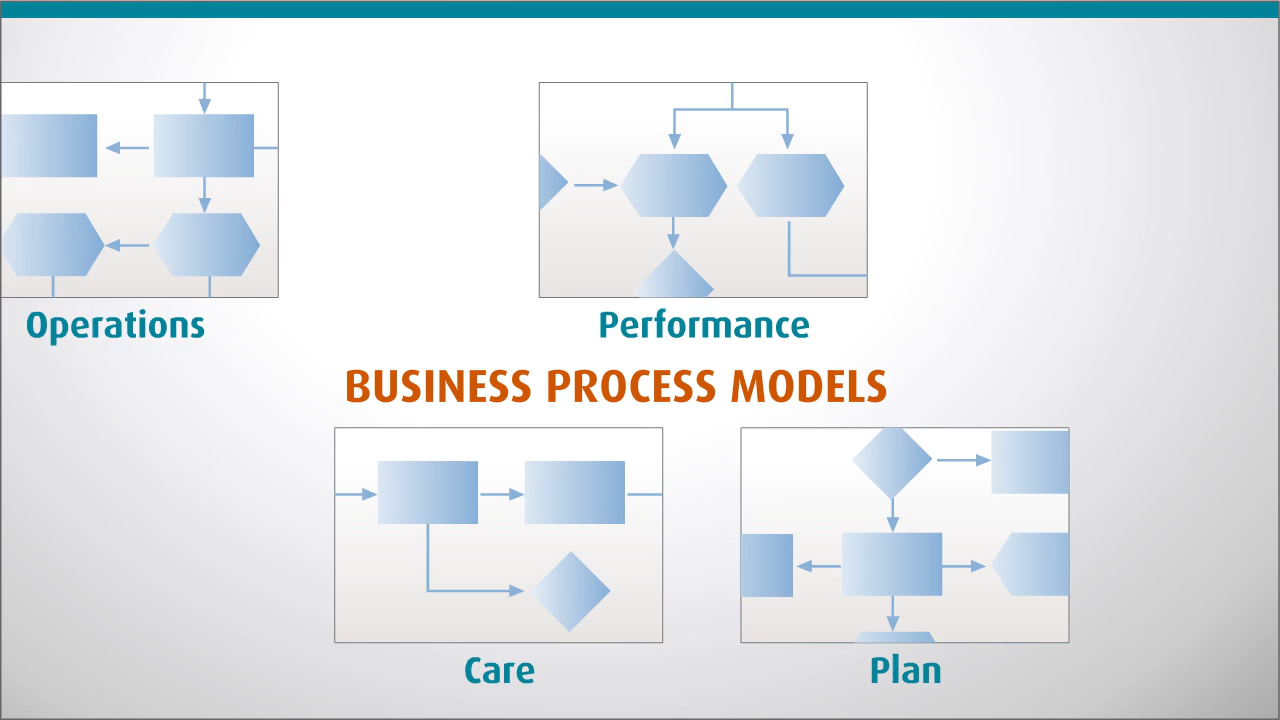 Operations
Performance
BUSINESS PROCESS MODELS
Care
Plan